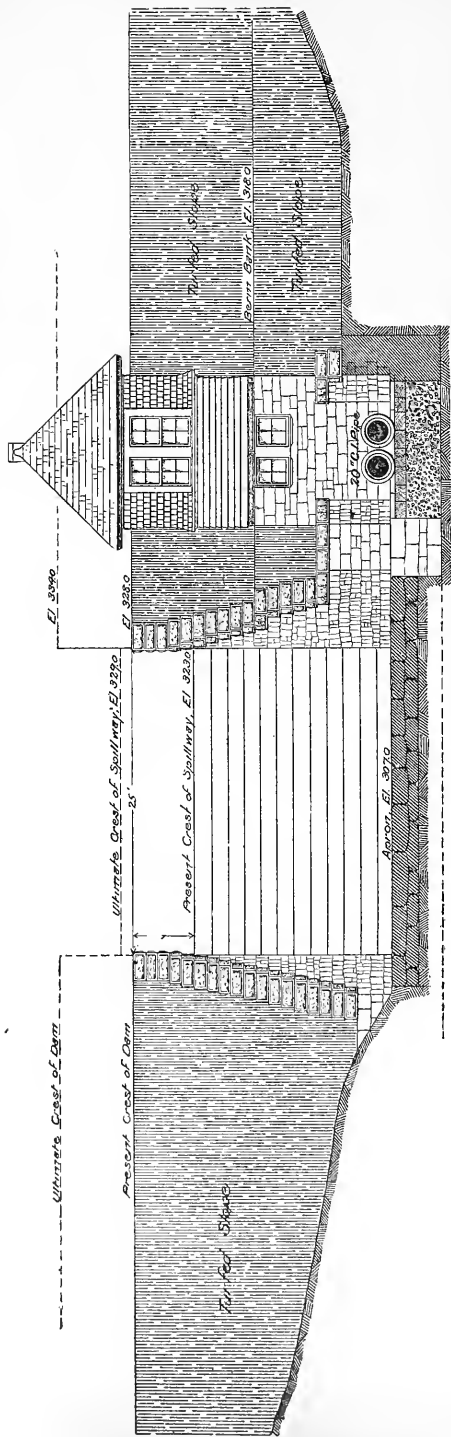 Ultimate Crest of Dam
El 334.0
Ultimate Crest of Spillway, El 329.0
Present Crest of Dam
25'
El 328.0
Present Crest of Spillway, El 323.0
Turfed Slope
Turfed Slope
Berm Bank El. 318.0
Turfed Slope
20" C.I. Pipe
Apron, El. 307.0